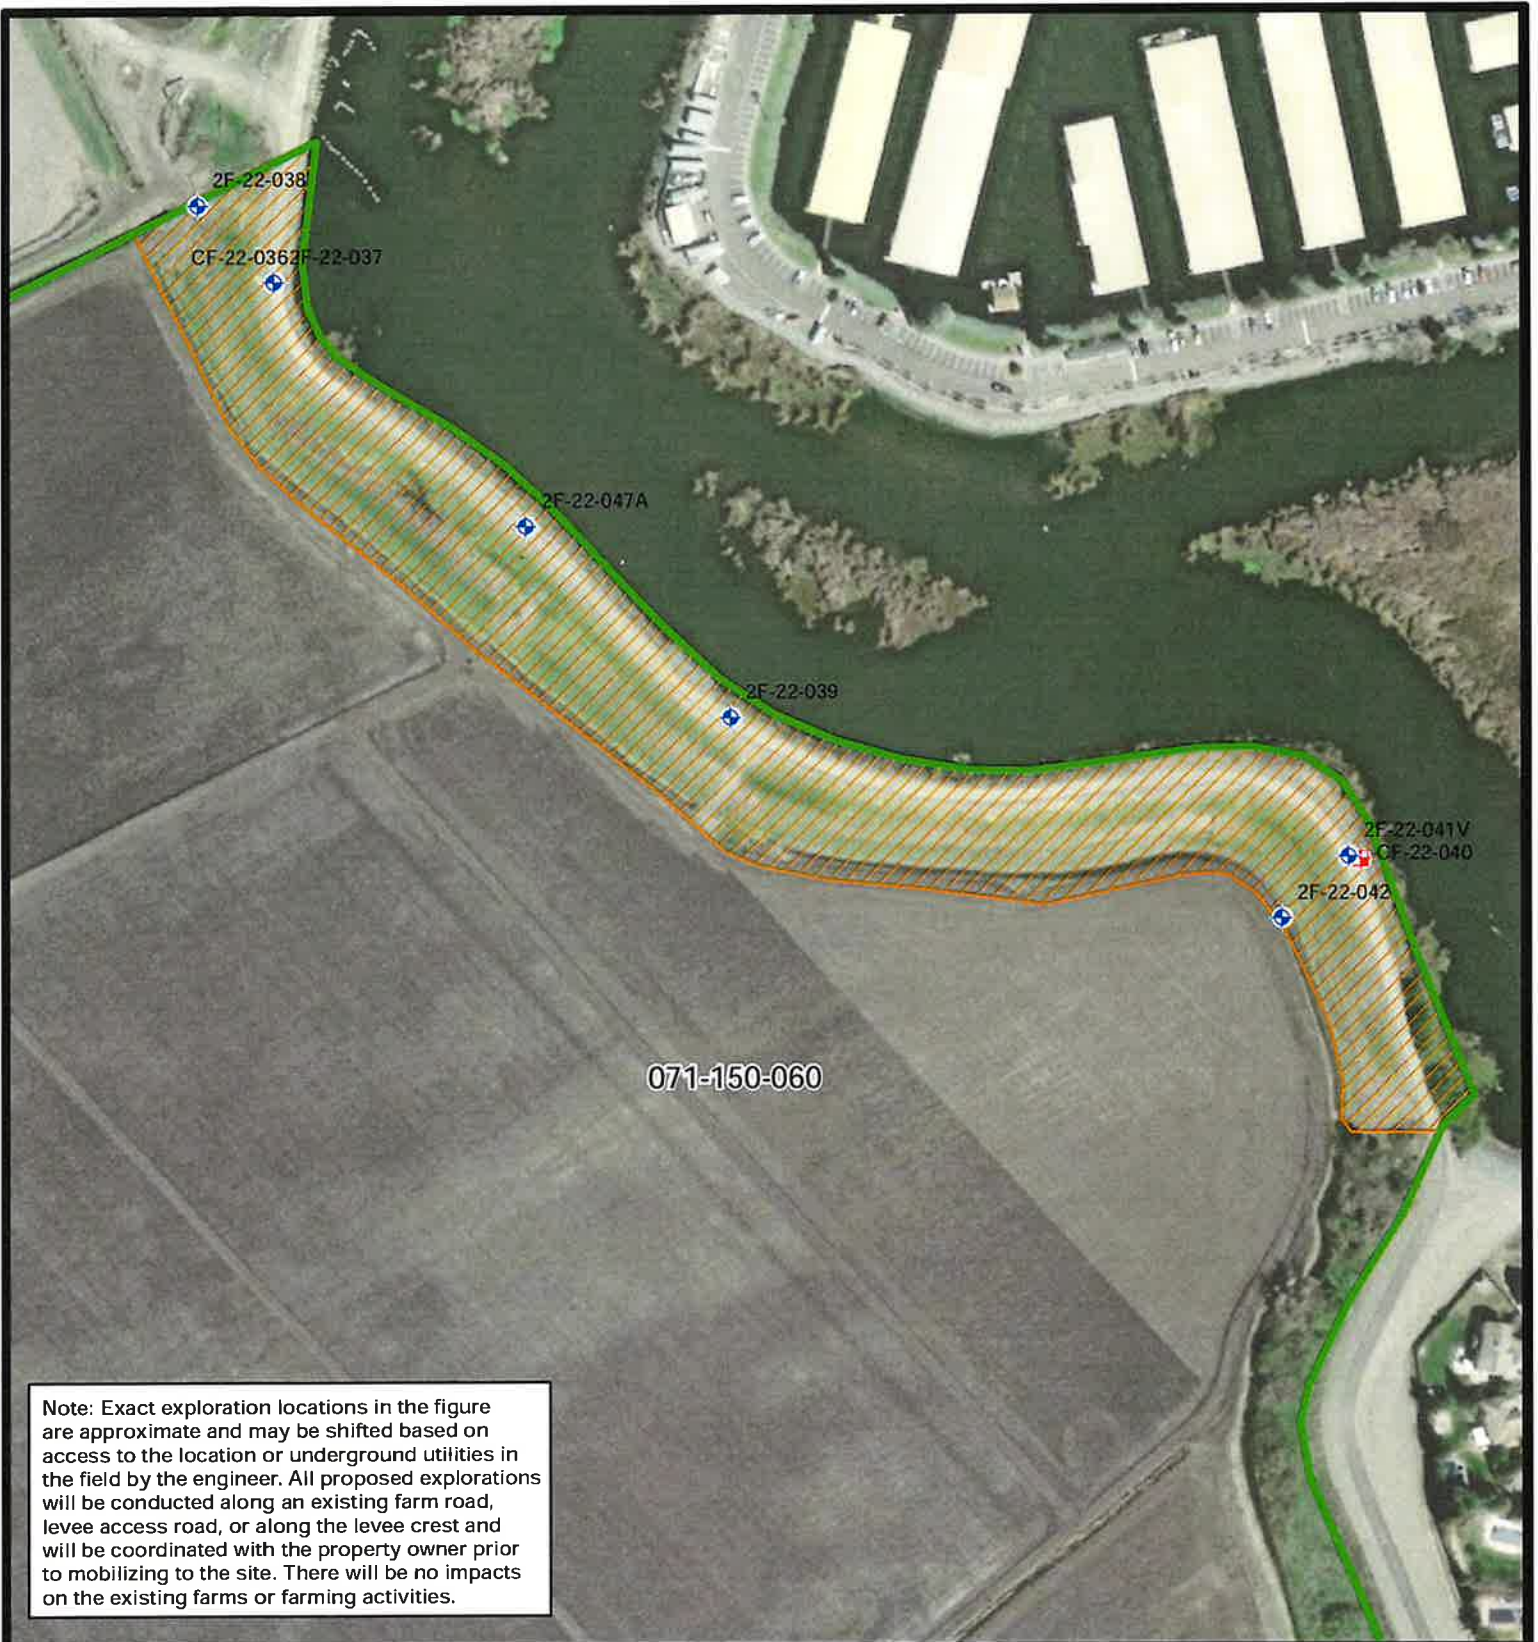 2F-22-038
CF-22-0362F-22-037
2F-22-047A
2F-22-039
2F-22-041V
CF-22-040
2F-22-042
071-150-060
Note: Exact exploration locations in the figure
are approximate and may be shifted based on
access to the location or underground utilities in
the field by the engineer. All proposed explorations
will be conducted along an existing farm road,
levee access road, or along the levee crest and
will be coordinated with the property owner prior
to mobilizing to the site. There will be no impacts
on the existing farms or farming activities.